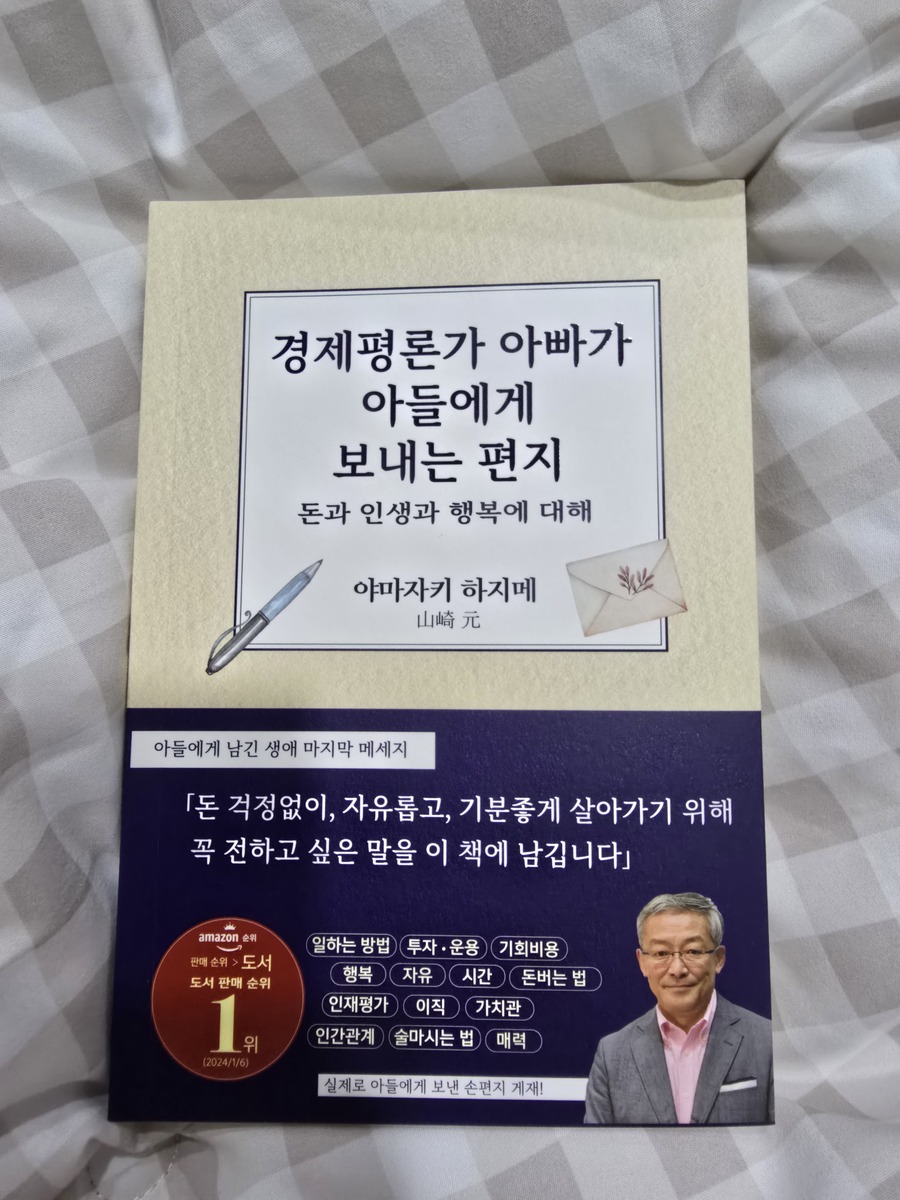 경제평론가 아빠가
아들에게
보내는 편지
돈과 인생과 행복에 대해
야마자키 하지메
山崎 元
아들에게 남긴 생애 마지막 메세지
「돈 걱정없이, 자유롭고, 기분좋게 살아가기 위해
꼭 전하고 싶은 말을 이 책에 남깁니다」
amazon 순위
판매 순위 > 도서
도서 판매 순위
1위
(2024/1/6)
일하는 방법 투자・운용 기회비용
행복 자유 시간 돈버는 법
인재평가 이직 가치관
인간관계 술마시는 법 매력
실제로 아들에게 보낸 손편지 게재!